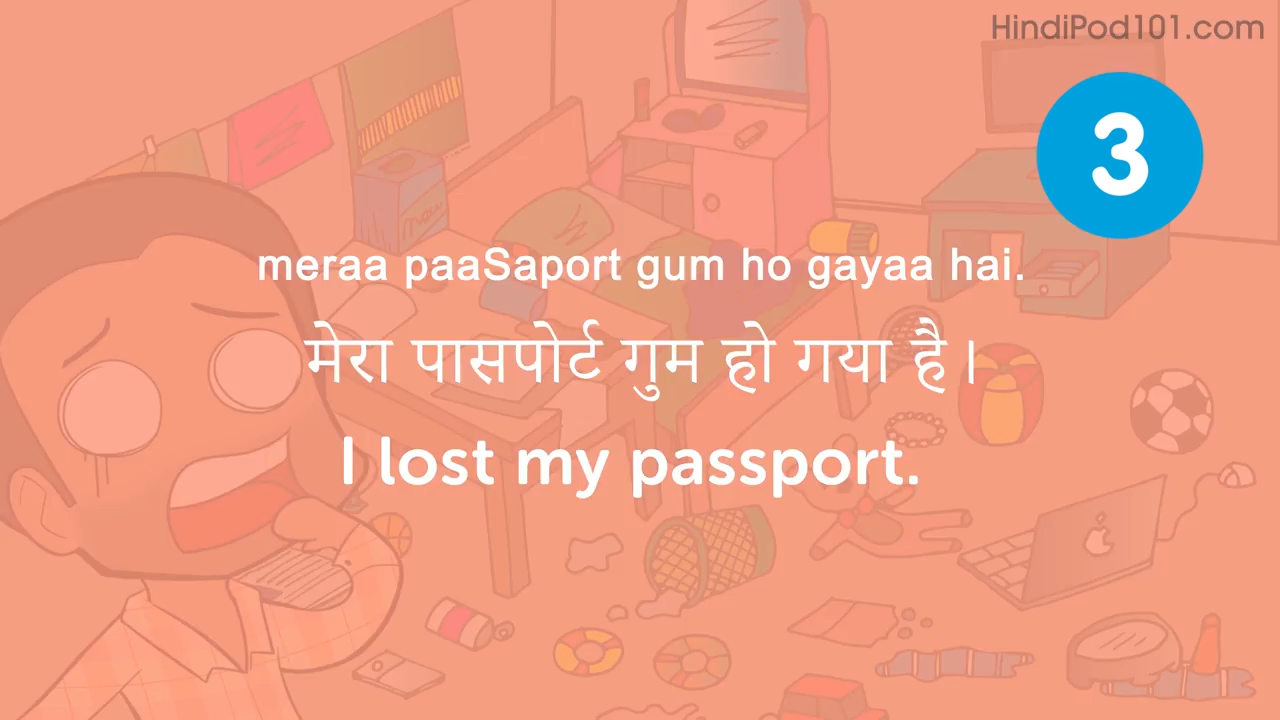 HindiPod101.com
3
meraa paaSaport gum ho gayaa hai.
मेरा पासपोर्ट गुम हो गया है।
I lost my passport.